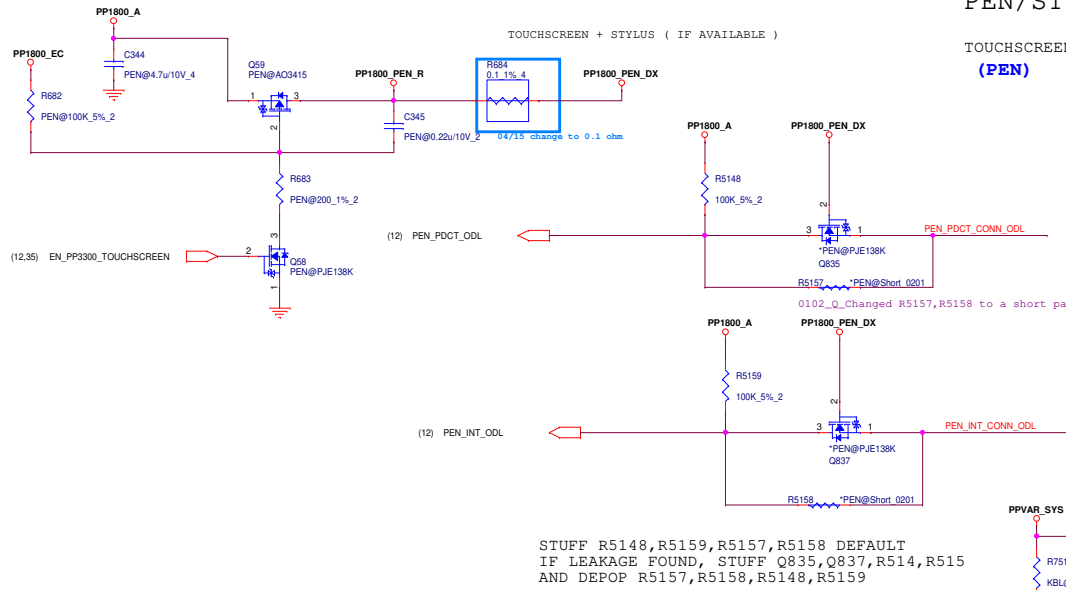 PEN/ST
TOUCHSCREEN
(PEN)
TOUCHSCREEN + STYLUS ( IF AVAILABLE )
PP1800_A
PP1800_EC
C344
PEN@4.7u/10V_4
R682
PEN@100K_5%_2
Q59
PEN@AO3415
1
3
2
PP1800_PEN_R
R684
0.1_1%_4
PP1800_PEN_DX
C345
PEN@0.22u/10V_2
04/15 change to 0.1 ohm
R683
PEN@200_1%_2
(12,35) EN_PP3300_TOUCHSCREEN
2
3
1
Q58
PEN@PJE138K
PP1800_A
PP1800_PEN_DX
R5148
100K_5%_2
(12) PEN_PDCT_ODL
2
3
1
PEN_PDCT_CONN_ODL
*PEN@PJE138K
Q835
R5157
*PEN@Short_0201
0102_Q_Changed R5157,R5158 to a short pa
PP1800_A
PP1800_PEN_DX
R5159
100K_5%_2
(12) PEN_INT_ODL
2
3
1
PEN_INT_CONN_ODL
*PEN@PJE138K
Q837
R5158
*PEN@Short_0201
PPVAR_SYS
R751
KBL@
STUFF R5148,R5159,R5157,R5158 DEFAULT
IF LEAKAGE FOUND, STUFF Q835,Q837,R514,R515
AND DEPOP R5157,R5158,R5148,R5159